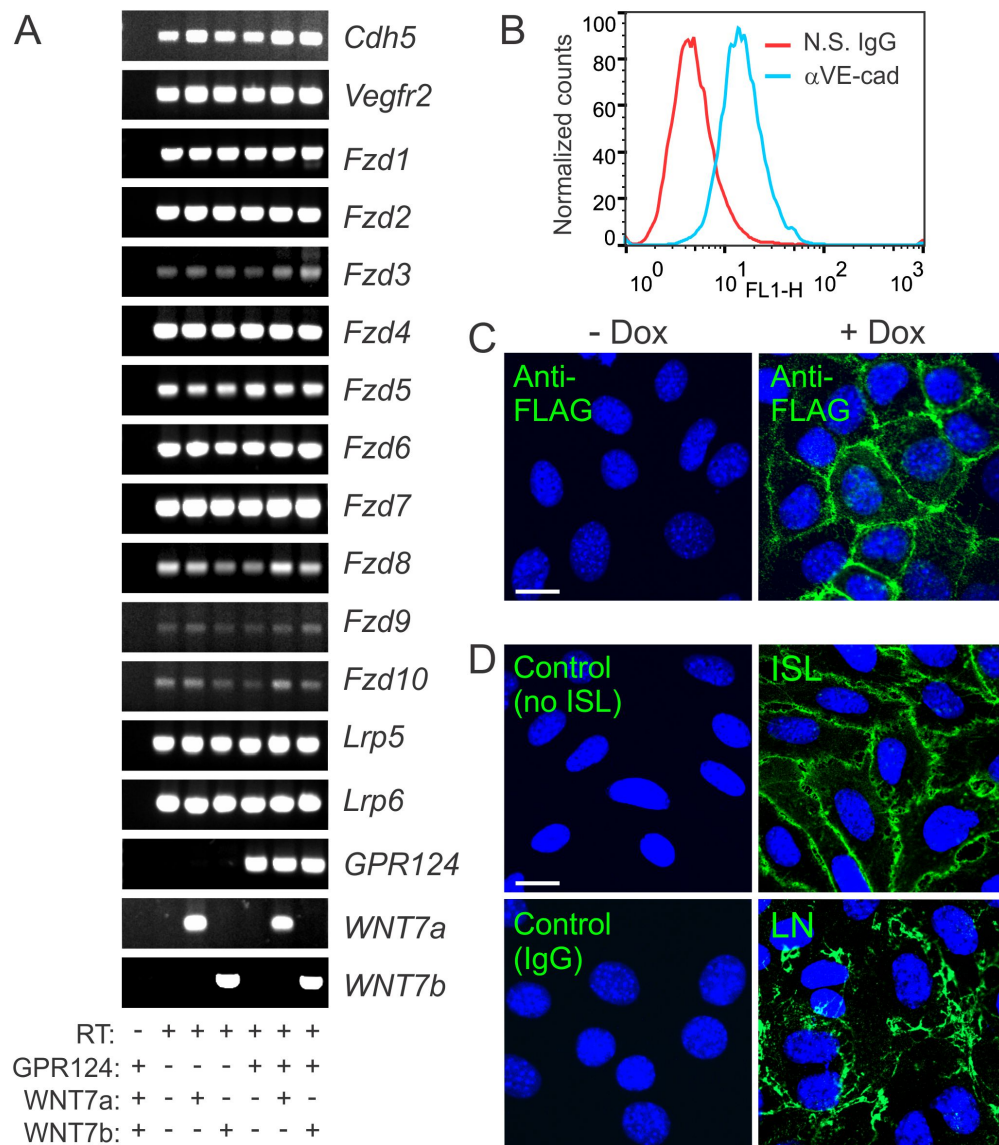 A
Cdh5
Vegfr2
Fzd1
Fzd2
Fzd3
Fzd4
Fzd5
Fzd6
Fzd7
Fzd8
Fzd9
Fzd10
Lrp5
Lrp6
GPR124
WNT7a
WNT7b
RT: - + + + + + +
GPR124: + - - - + + +
WNT7a: + - + - - + -
WNT7b: + - - + - - +
B
Normalized counts
100
80
60
40
20
0
N.S. IgG
αVE-cad
10⁰ 10¹ 10² 10³
FL1-H
C
- Dox + Dox
Anti-
FLAG
Anti-
FLAG
D
Control
(no ISL)
ISL
Control
(IgG)
LN